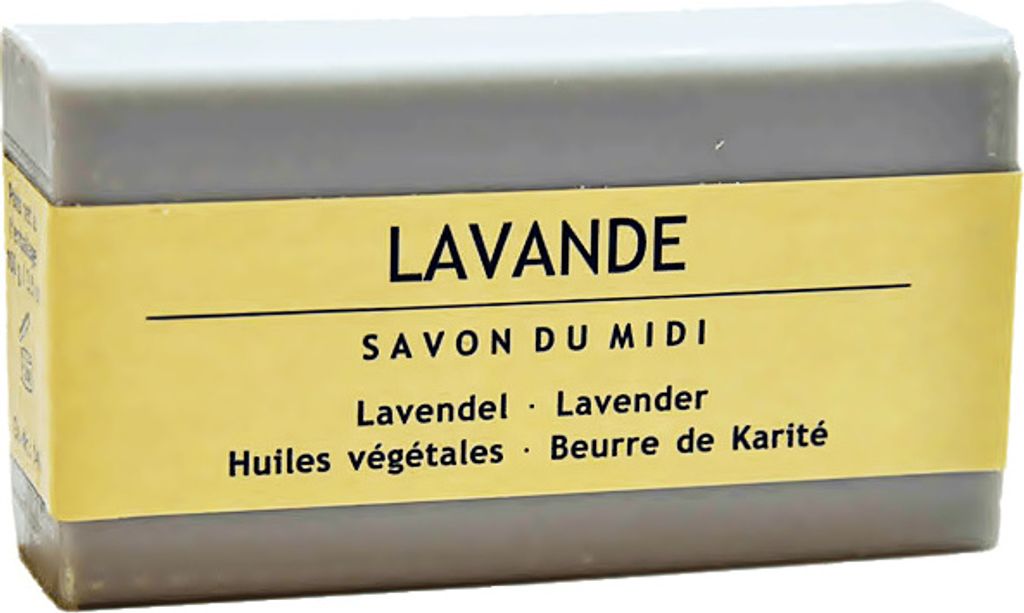 LAVANDE
SAVON DU MIDI
Lavendel · Lavender
Huiles végétales · Beurre de Karité